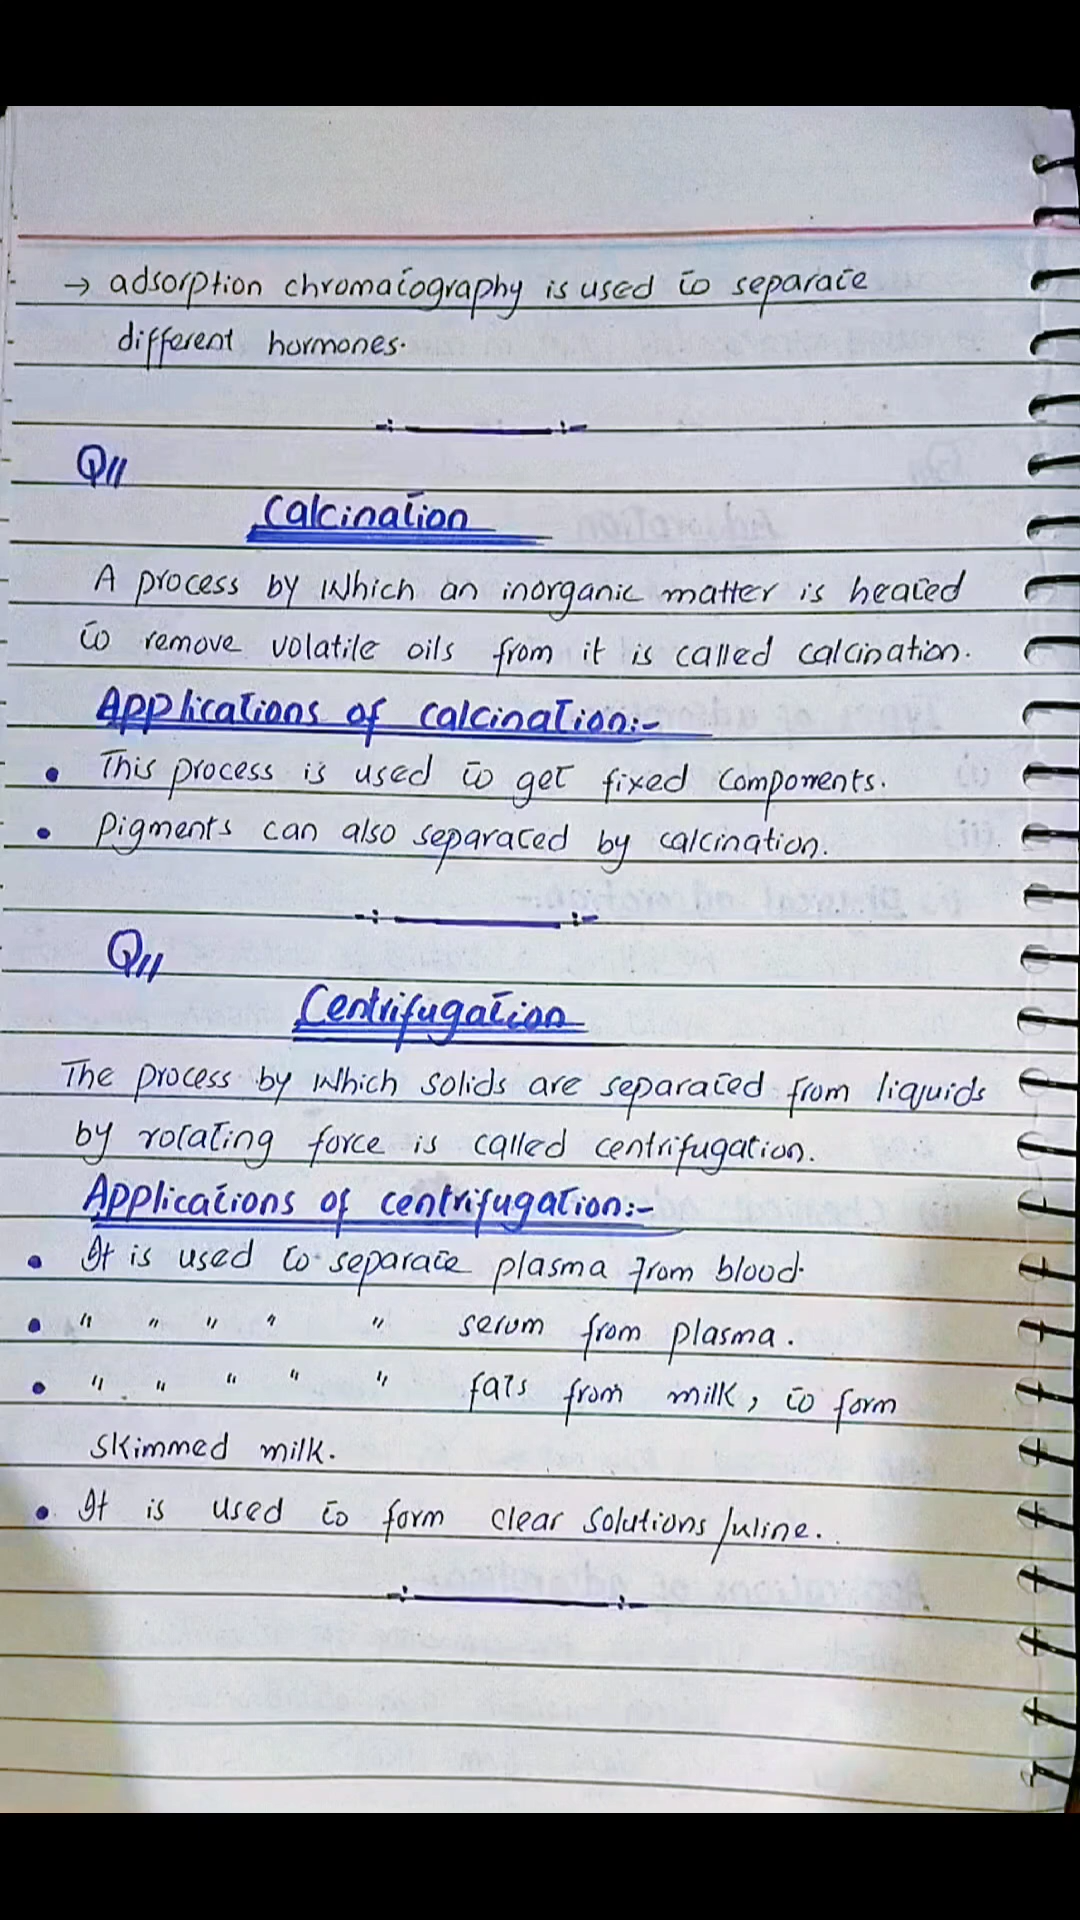 → adsorption chromatography is used to separate
different hormones.
Q11
Calcination
A process by which an inorganic matter is heated
to remove volatile oils from it is called calcination.
Applications of calcination:-
• This process is used to get fixed components.
• Pigments can also separated by calcination.
Q11
Centrifugation
The process by which solids are separated from liquids
by rotating force is called centrifugation.
Applications of centrifugation:-
• It is used to separate plasma from blood.
• " " " " " serum from plasma.
• " " " " " fats from milk, to form
skimmed milk.
• It is used to form clear solutions/uline.